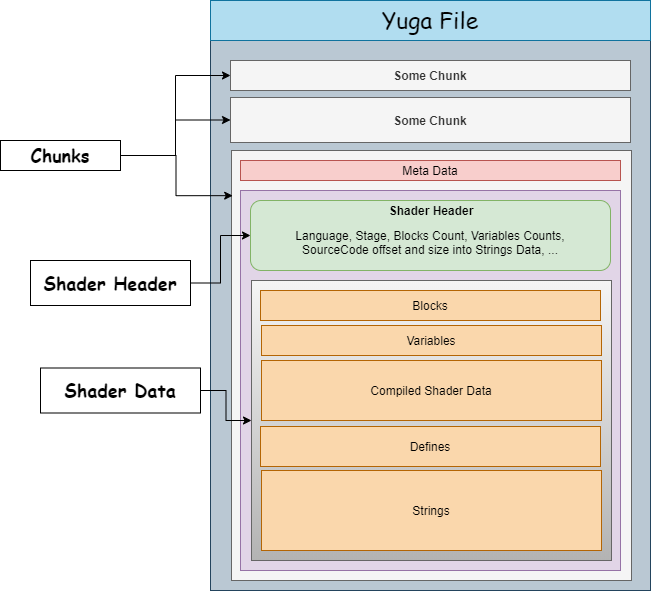 Yuga File
Some Chunk
Some Chunk
Chunks
Meta Data
Shader Header
Language, Stage, Blocks Count, Variables Counts,
SourceCode offset and size into Strings Data, ...
Shader Header
Blocks
Variables
Shader Data
Compiled Shader Data
Defines
Strings